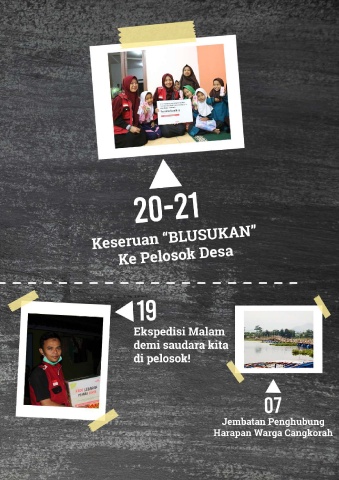 20-21
Keseruan “BLUSUKAN”
Ke Pelosok Desa
19
Ekspedisi Malam
demi saudara kita
di pelosok!
07
Jembatan Penghubung
Harapan Warga Cangkorah